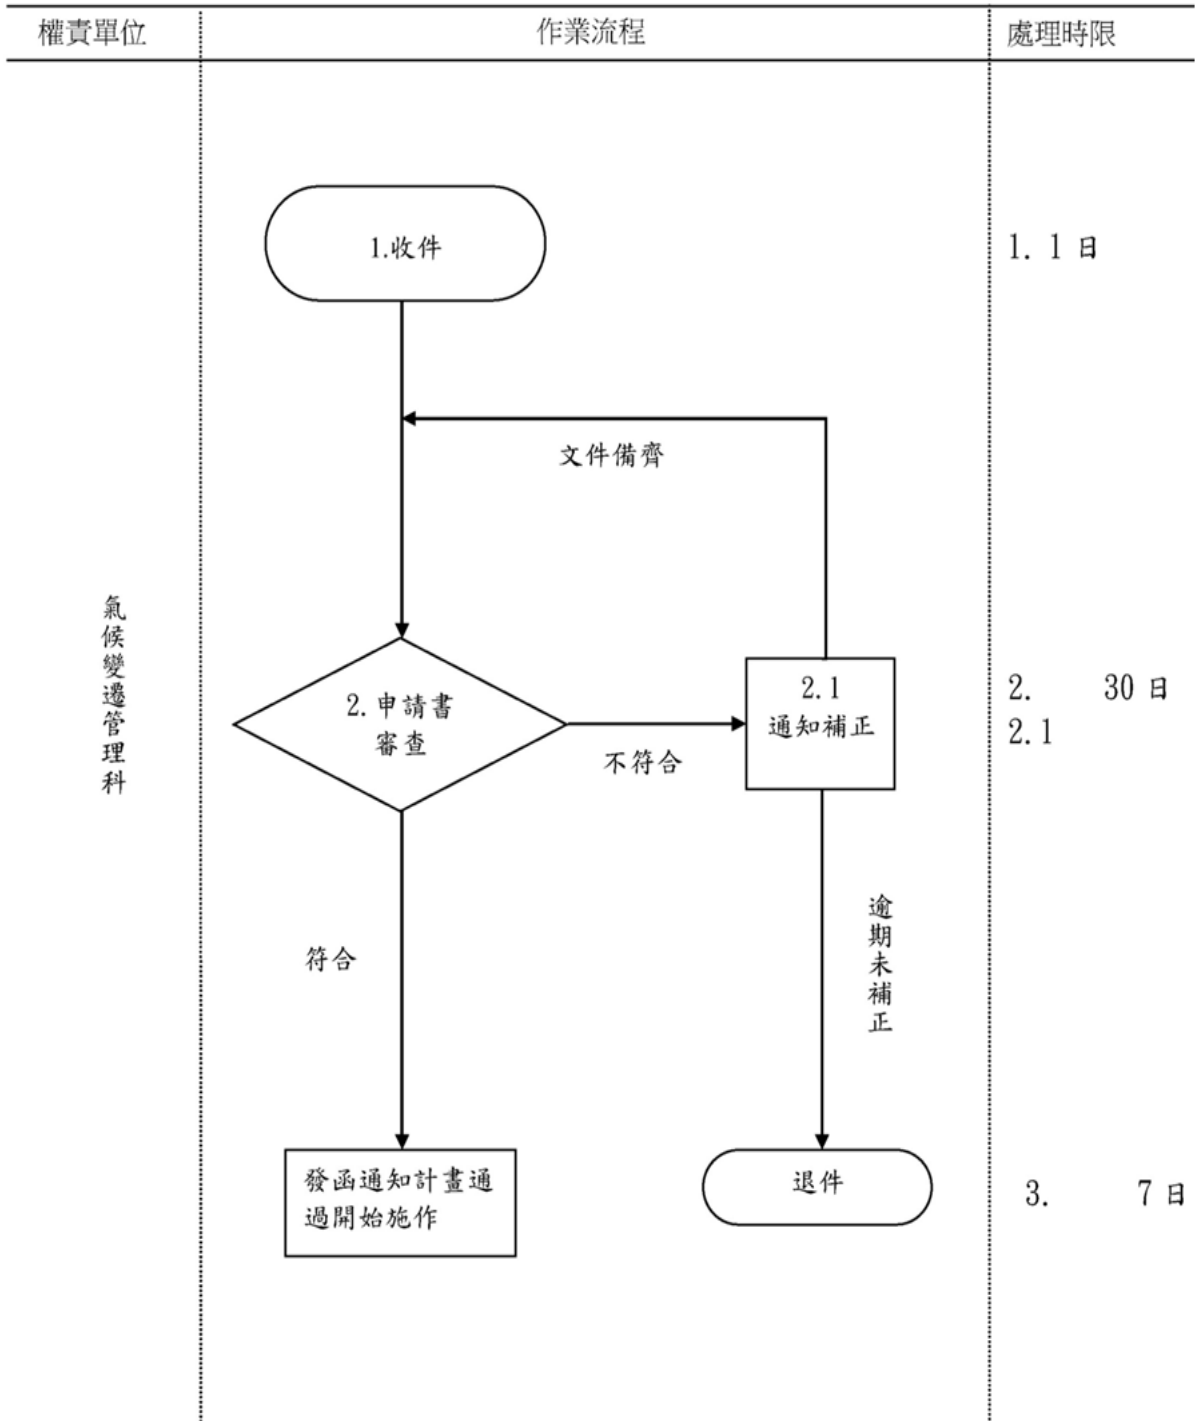 權責單位
作業流程
處理時限
1.收件
1. 1 日
文件備齊
氣候變遷管理科
2.申請書
審查
不符合
2.1
通知補正
2. 30 日
2.1
符合
逾期未補正
發函通知計畫通
過開始施作
退件
3. 7 日